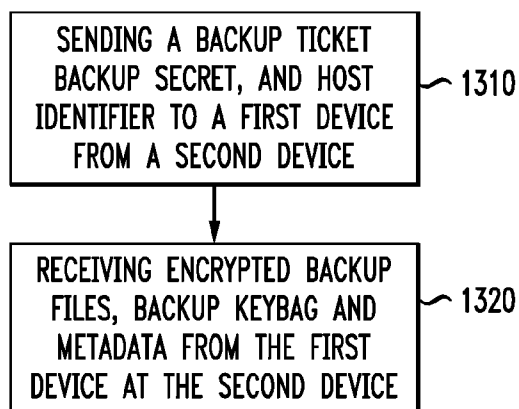 SENDING A BACKUP TICKET
BACKUP SECRET, AND HOST
IDENTIFIER TO A FIRST DEVICE
FROM A SECOND DEVICE
1310
RECEIVING ENCRYPTED BACKUP
FILES, BACKUP KEYBAG AND
METADATA FROM THE FIRST
DEVICE AT THE SECOND DEVICE
1320